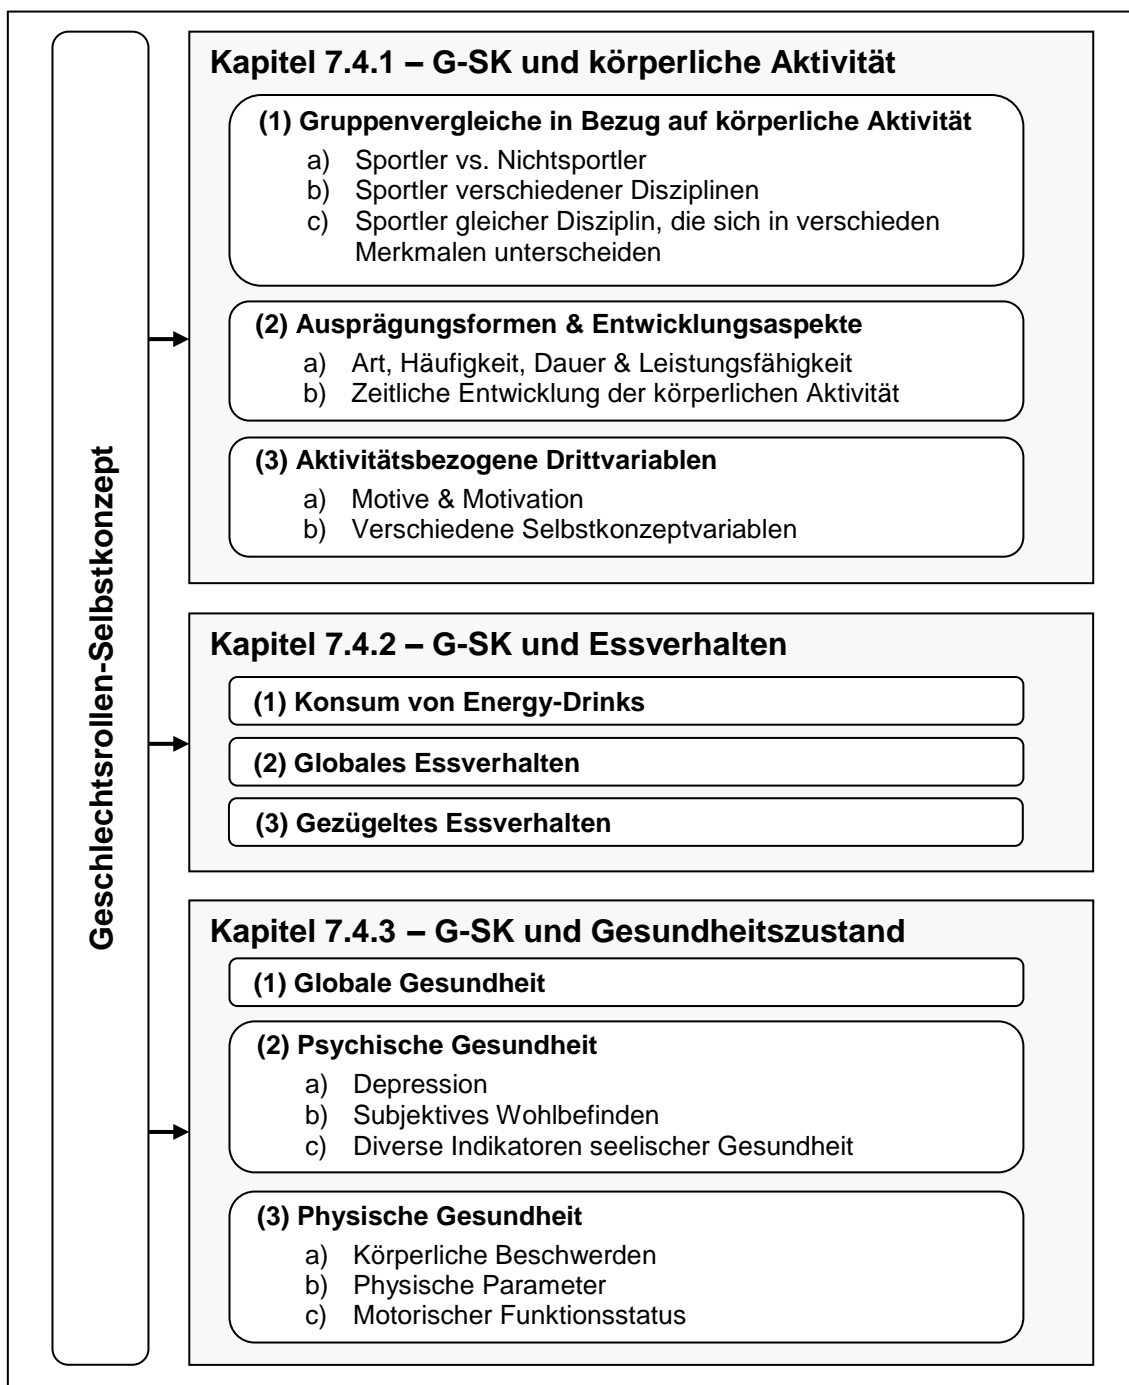 Geschlechtsrollen-Selbstkonzept
Kapitel 7.4.1 – G-SK und körperliche Aktivität
(1) Gruppenvergleiche in Bezug auf körperliche Aktivität
a) Sportler vs. Nichtsportler
b) Sportler verschiedener Disziplinen
c) Sportler gleicher Disziplin, die sich in verschieden
Merkmalen unterscheiden
(2) Ausprägungsformen & Entwicklungsaspekte
a) Art, Häufigkeit, Dauer & Leistungsfähigkeit
b) Zeitliche Entwicklung der körperlichen Aktivität
(3) Aktivitätsbezogene Drittvariablen
a) Motive & Motivation
b) Verschiedene Selbstkonzeptvariablen
Kapitel 7.4.2 – G-SK und Essverhalten
(1) Konsum von Energy-Drinks
(2) Globales Essverhalten
(3) Gezügeltes Essverhalten
Kapitel 7.4.3 – G-SK und Gesundheitszustand
(1) Globale Gesundheit
(2) Psychische Gesundheit
a) Depression
b) Subjektives Wohlbefinden
c) Diverse Indikatoren seelischer Gesundheit
(3) Physische Gesundheit
a) Körperliche Beschwerden
b) Physische Parameter
c) Motorischer Funktionsstatus